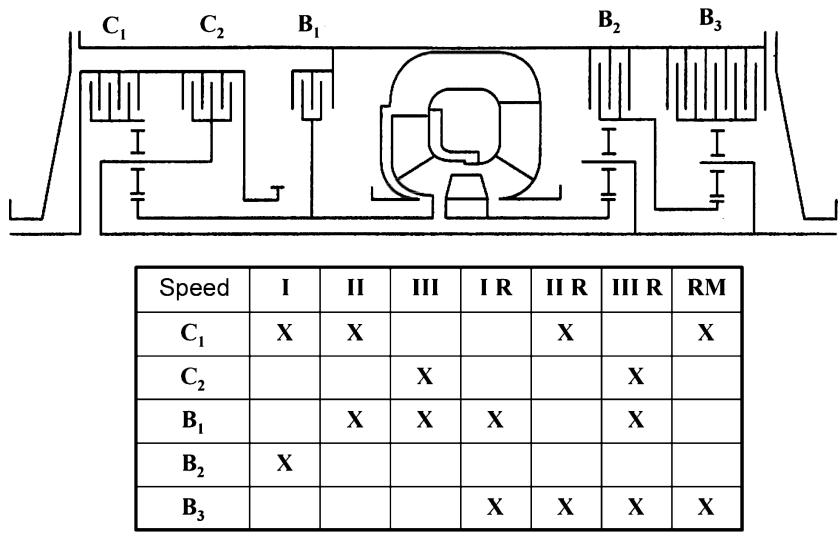 C₁ C₂ B₁ B₂ B₃
Speed I II III I R II R III R RM
C₁ X X X X
C₂ X X
B₁ X X X X
B₂ X
B₃ X X X X